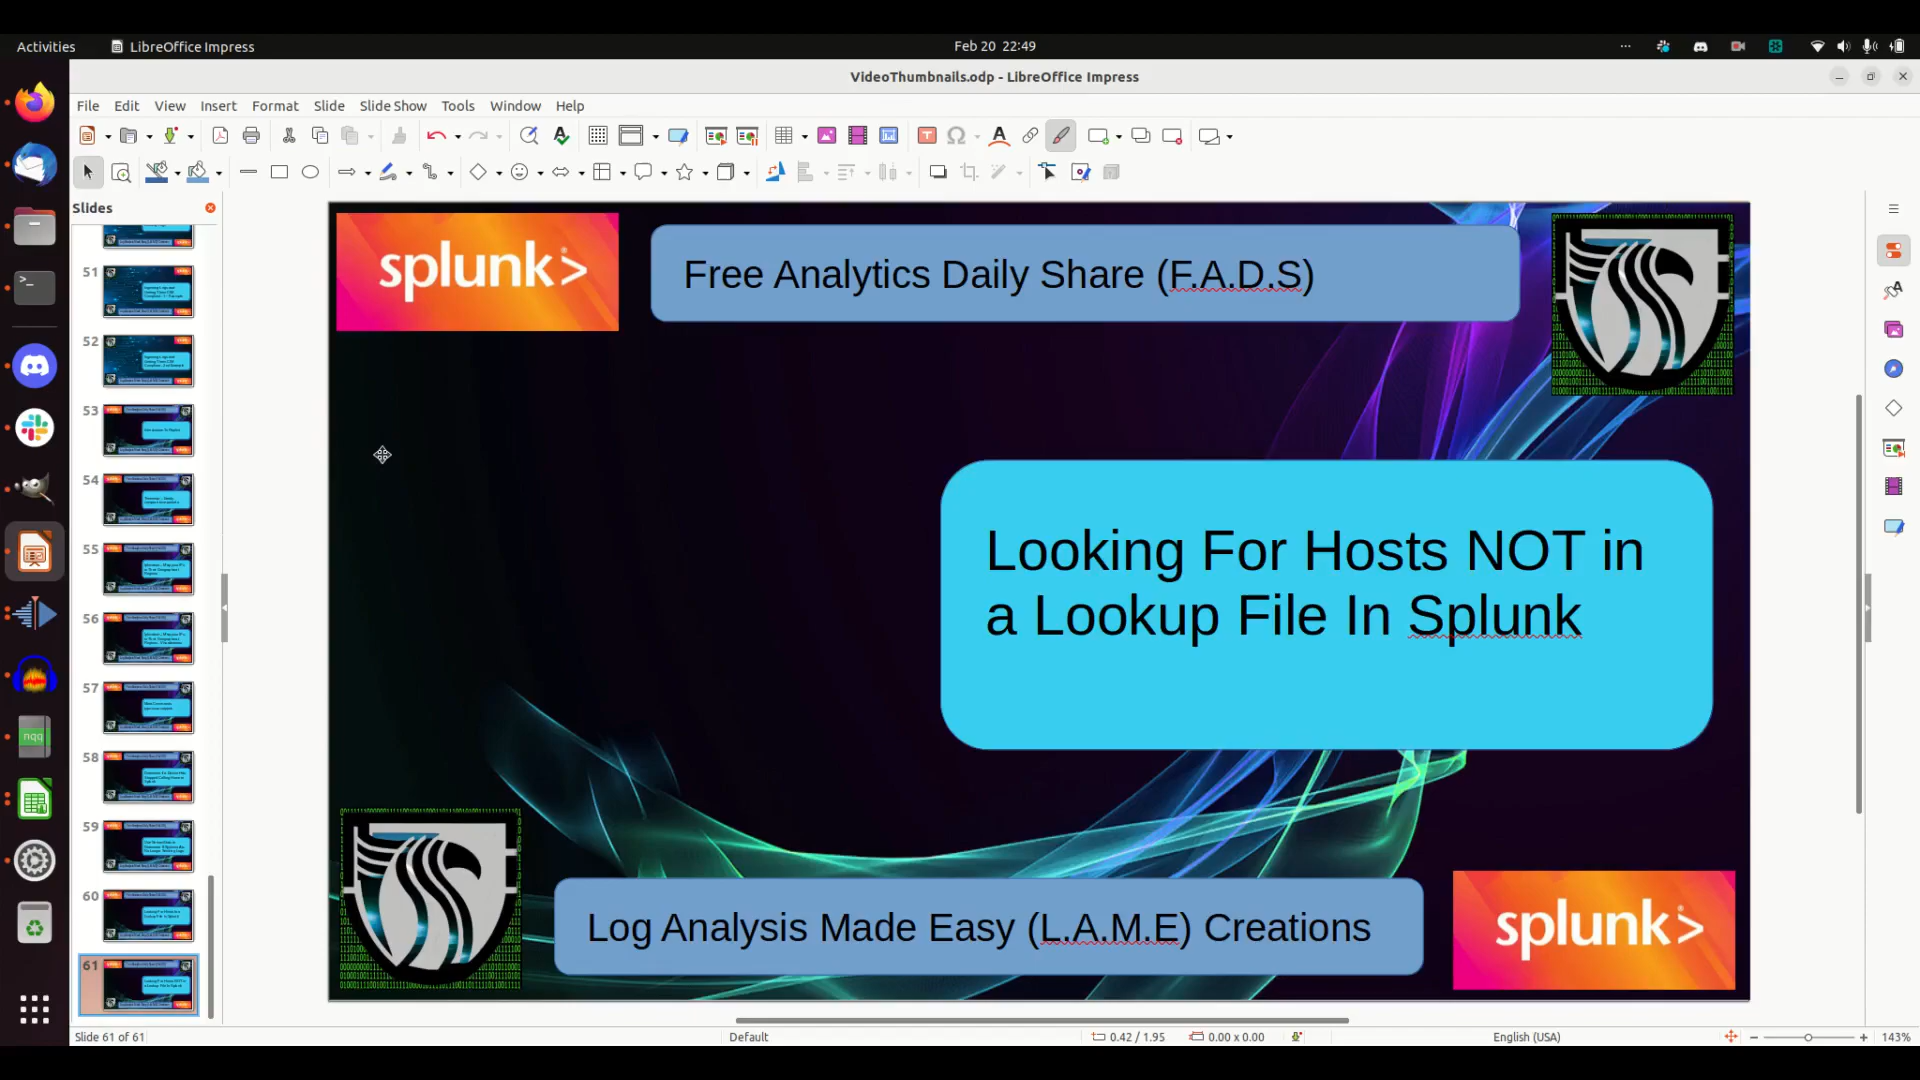 Activities
LibreOffice Impress
Feb 20 22:49
VideoThumbnails.odp - LibreOffice Impress
File Edit View Insert Format Slide Slide Show Tools Window Help
Slides
51
52
53
54
55
56
57
58
59
60
61
splunk>
Free Analytics Daily Share (F.A.D.S)
Looking For Hosts NOT in
a Lookup File In Splunk
Log Analysis Made Easy (L.A.M.E) Creations
splunk>
nqq
Slide 61 of 61
Default
0.42 / 1.95
0.00 x 0.00
English (USA)
143%